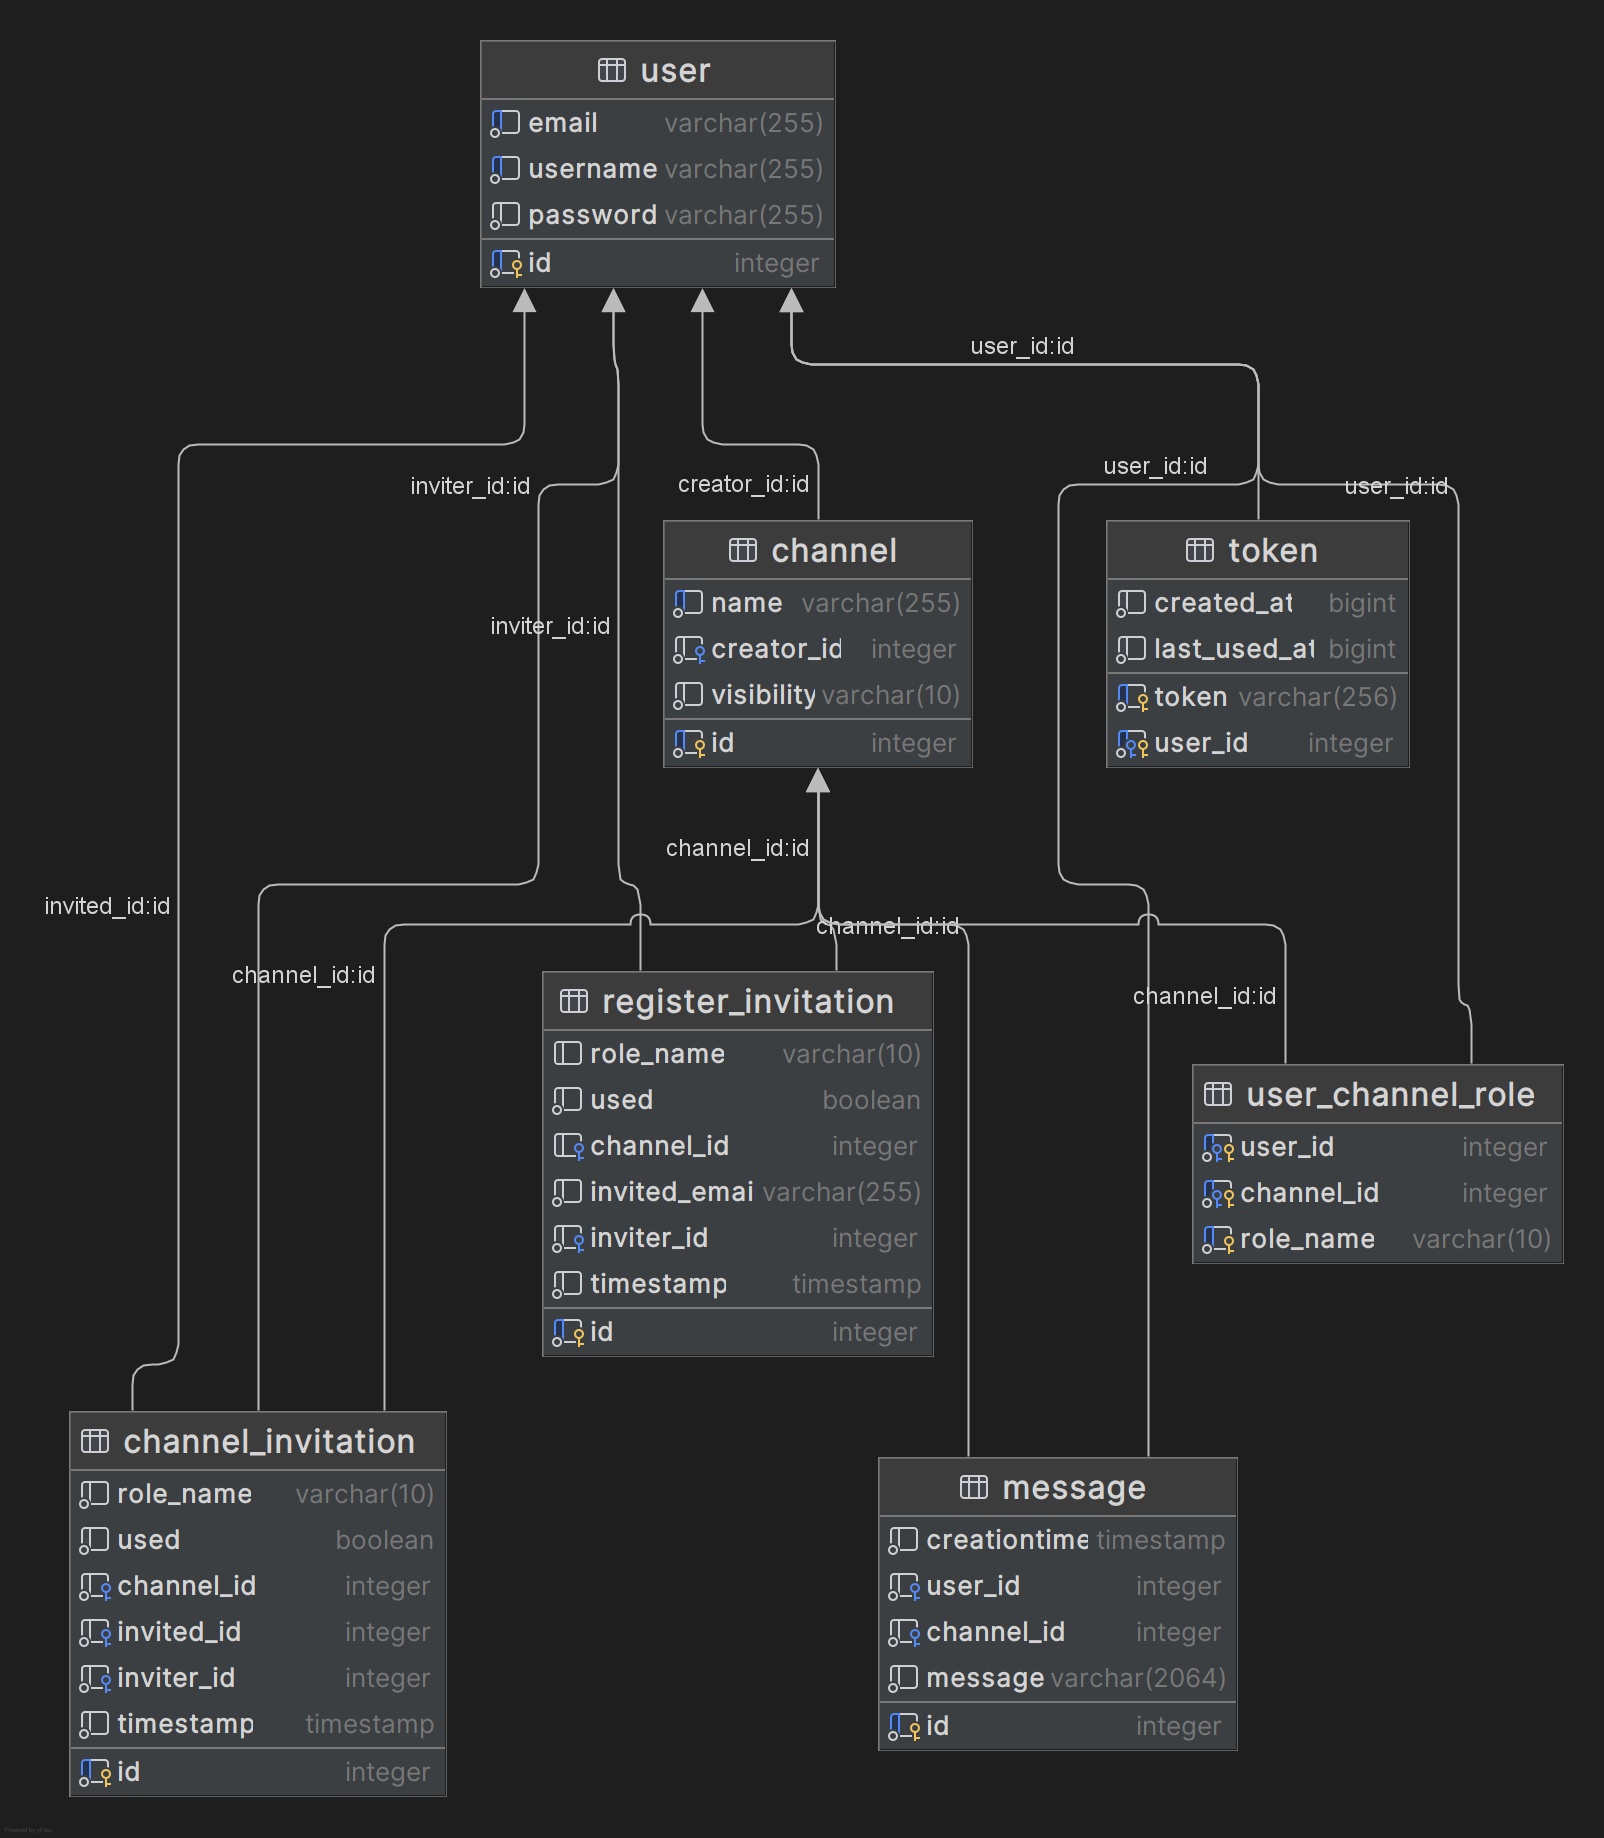 user
email varchar(255)
username varchar(255)
password varchar(255)
id integer
user_id:id
user_id:id
user_id:id
inviter_id:id
creator_id:id
channel
name varchar(255)
creator_id integer
visibility varchar(10)
id integer
token
created_at bigint
last_used_at bigint
token varchar(256)
user_id integer
inviter_id:id
channel_id:id
invited_id:id
channel_id:id
channel_id:id
channel_id:id
register_invitation
role_name varchar(10)
used boolean
channel_id integer
invited_emai varchar(255)
inviter_id integer
timestamp timestamp
id integer
user_channel_role
user_id integer
channel_id integer
role_name varchar(10)
channel_invitation
role_name varchar(10)
used boolean
channel_id integer
invited_id integer
inviter_id integer
timestamp timestamp
id integer
message
creationtime timestamp
user_id integer
channel_id integer
message varchar(2064)
id integer
Powered by yFiles